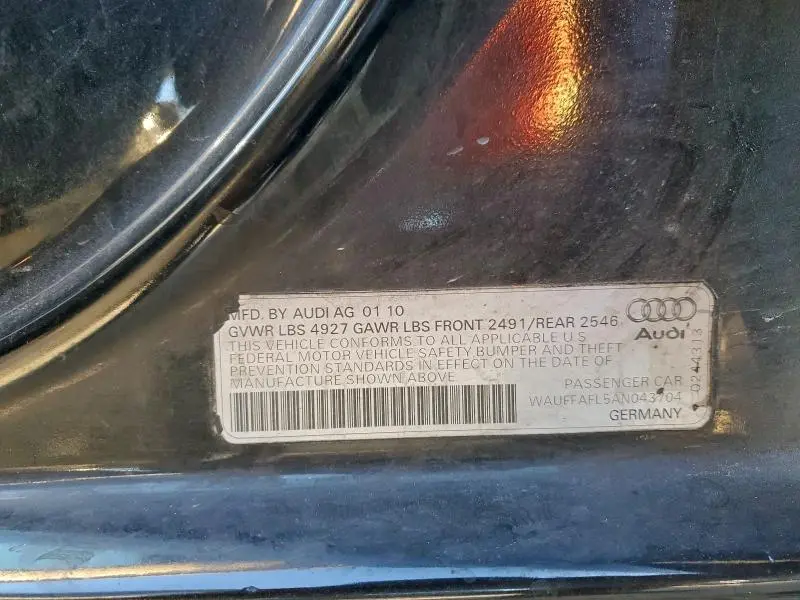 MFD. BY AUDI AG 01 10
GVWR LBS 4927 GAWR LBS FRONT 2491/REAR 2546
THIS VEHICLE CONFORMS TO ALL APPLICABLE U S
FEDERAL MOTOR VEHICLE SAFETY BUMPER AND THEFT
PREVENTION STANDARDS IN EFFECT ON THE DATE OF
MANUFACTURE SHOWN ABOVE
Audi
PASSENGER CAR
WAUFFAFL5AN043704
GERMANY
0244313